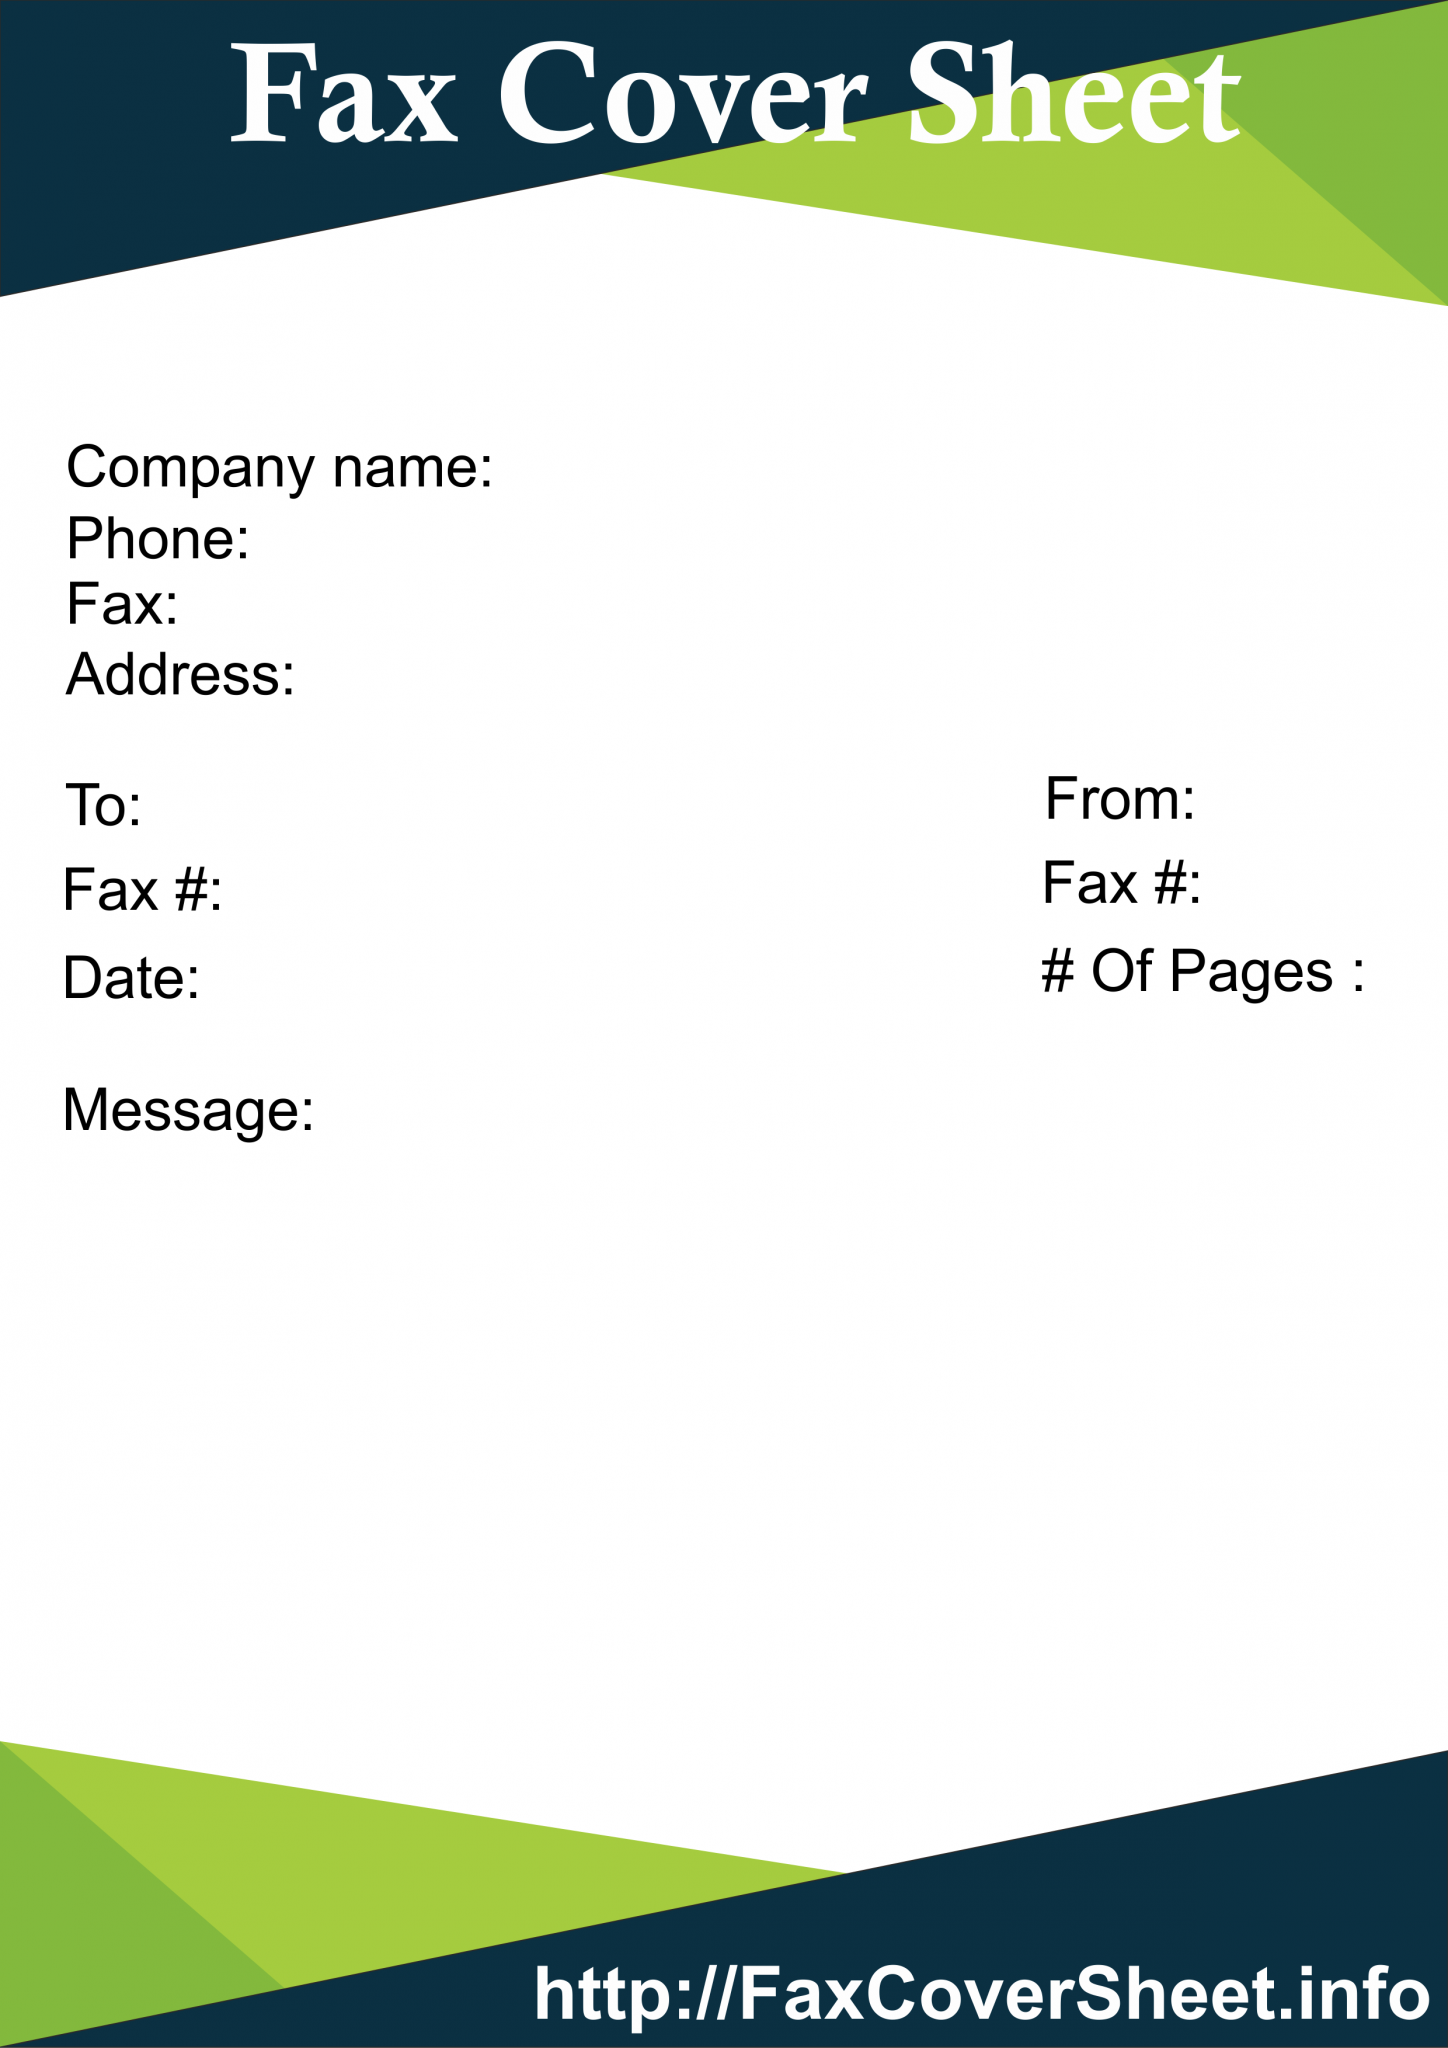 Fax Cover Sheet
Company name:
Phone:
Fax:
Address:
To:
From:
Fax #:
Fax #:
Date:
# Of Pages :
Message:
http://FaxCoverSheet.info